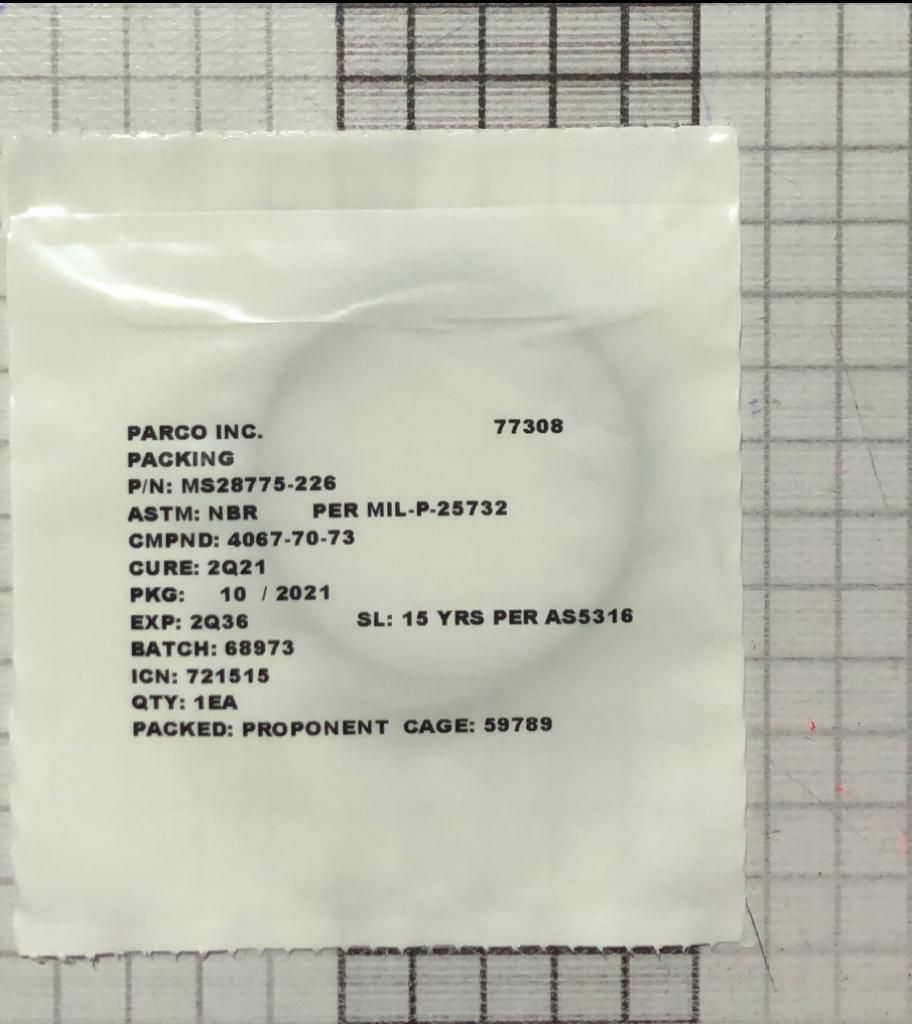 PARCO INC. 77308
PACKING
P/N: MS28775-226
ASTM: NBR PER MIL-P-25732
CMPND: 4067-70-73
CURE: 2Q21
PKG: 10 / 2021
EXP: 2Q36 SL: 15 YRS PER AS5316
BATCH: 68973
ICN: 721515
QTY: 1EA
PACKED: PROPONENT CAGE: 59789